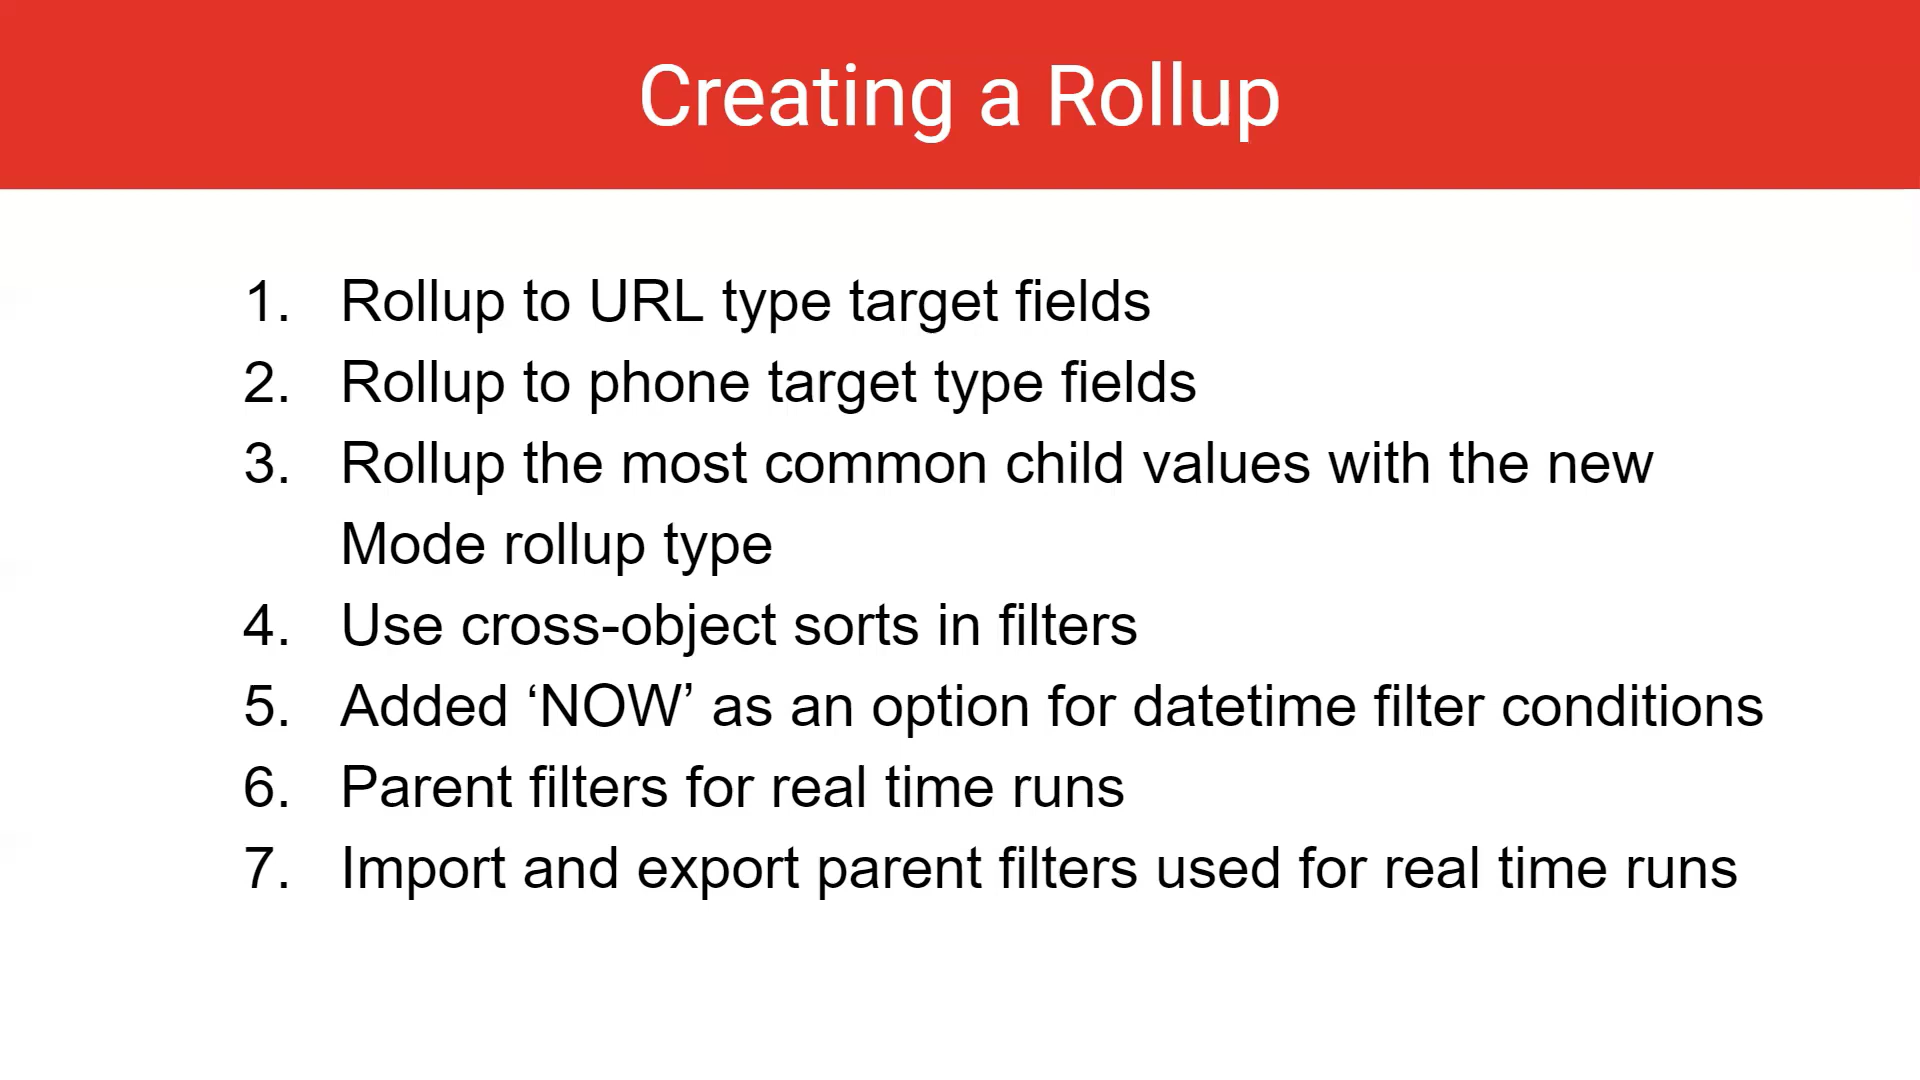 Creating a Rollup
1. Rollup to URL type target fields
2. Rollup to phone target type fields
3. Rollup the most common child values with the new
Mode rollup type
4. Use cross-object sorts in filters
5. Added ‘NOW’ as an option for datetime filter conditions
6. Parent filters for real time runs
7. Import and export parent filters used for real time runs